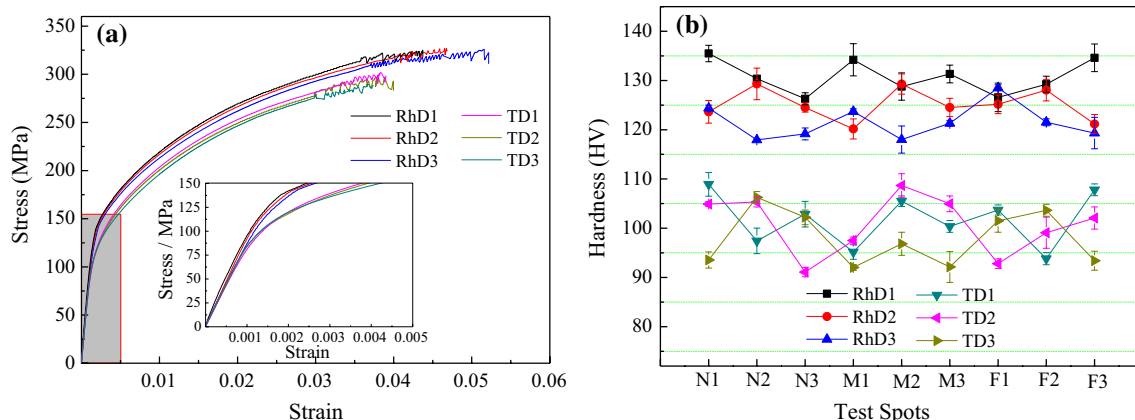 (a)
350
300
250
200
150
100
50
0
Stress (MPa)
0.01 0.02 0.03 0.04 0.05 0.06
Strain
RhD1 TD1
RhD2 TD2
RhD3 TD3
150
125
100
75
50
25
0
Stress / MPa
0.001 0.002 0.003 0.004 0.005
Strain
(b)
140
130
120
110
100
90
80
Hardness (HV)
RhD1 TD1
RhD2 TD2
RhD3 TD3
N1 N2 N3 M1 M2 M3 F1 F2 F3
Test Spots